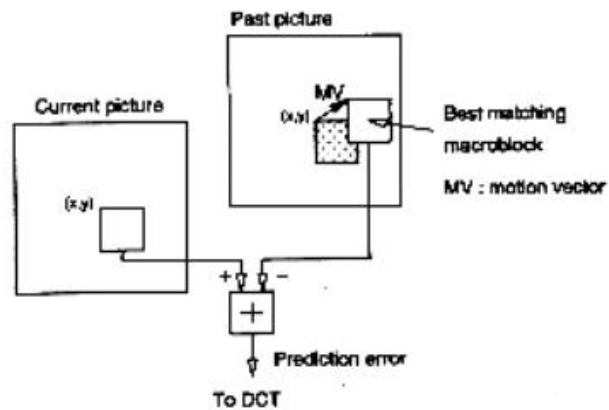 Past picture
MV
(x,y)
Current picture
Best matching
macroblock
MV : motion vector
(x,y)
+ −
+
Prediction error
To DCT